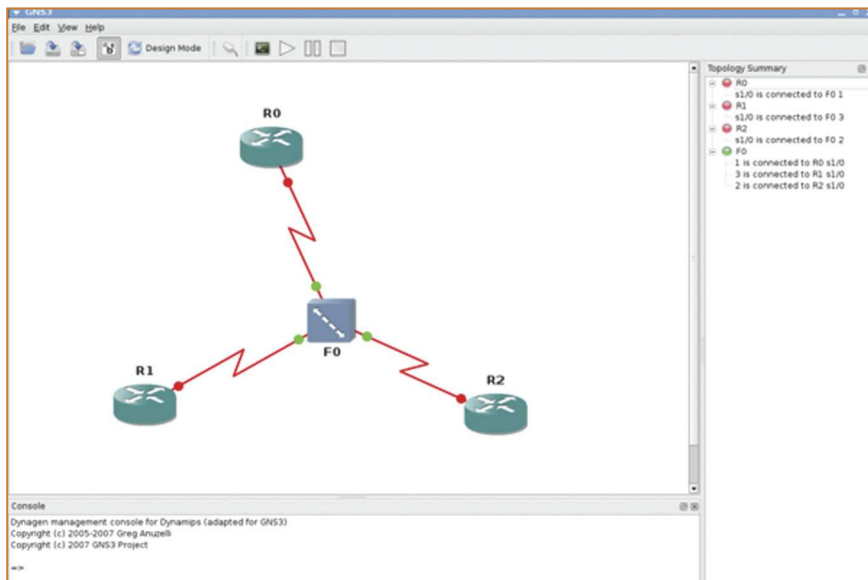 GNS3
File Edit View Help
Design Mode
Topology Summary
R0
s1/0 is connected to F0 1
R1
s1/0 is connected to F0 3
R2
s1/0 is connected to F0 2
F0
1 is connected to R0 s1/0
3 is connected to R1 s1/0
2 is connected to R2 s1/0
R0
F0
R1
R2
Console
Dynagen management console for Dynamips (adapted for GNS3)
Copyright (c) 2005-2007 Greg Anuzelli
Copyright (c) 2007 GNS3 Project
=>